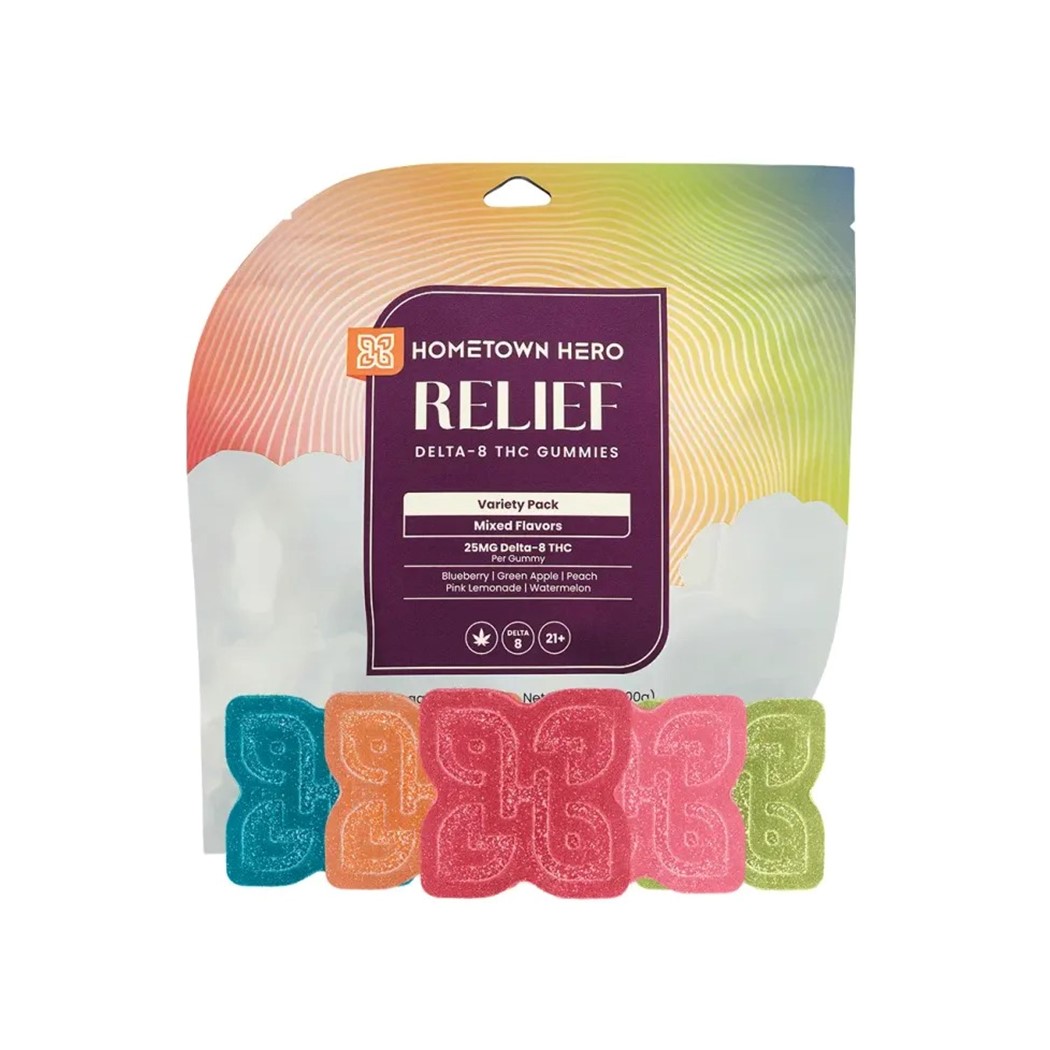 HOMETOWN HERO
RELIEF
DELTA-8 THC GUMMIES
Variety Pack
Mixed Flavors
25MG Delta-8 THC
Per Gummy
Blueberry | Green Apple | Peach
Pink Lemonade | Watermelon
DELTA
8
21+